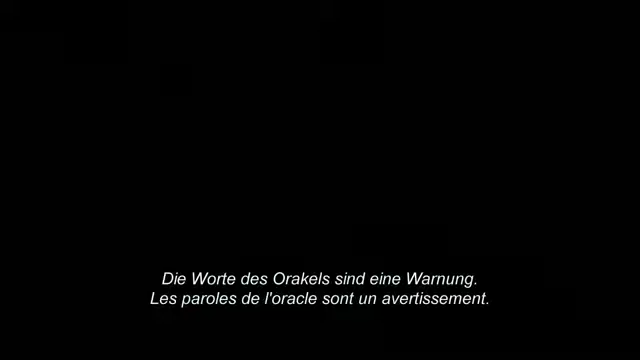 Die Worte des Orakels sind eine Warnung.
Les paroles de l'oracle sont un avertissement.